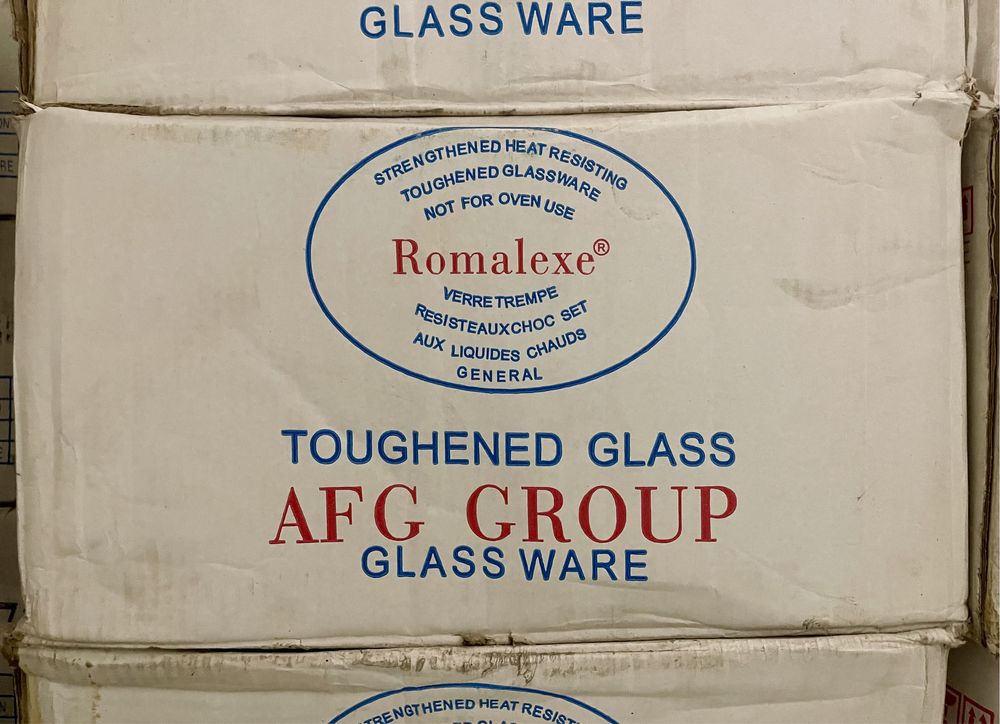 GLASS WARE
STRENGTHENED HEAT RESISTING
TOUGHENED GLASSWARE
NOT FOR OVEN USE
Romalexe®
VERRE TREMPE
RESISTEAUXCHOC SET
AUX LIQUIDES CHAUDS
GENERAL
TOUGHENED GLASS
AFG GROUP
GLASS WARE
STRENGTHENED HEAT